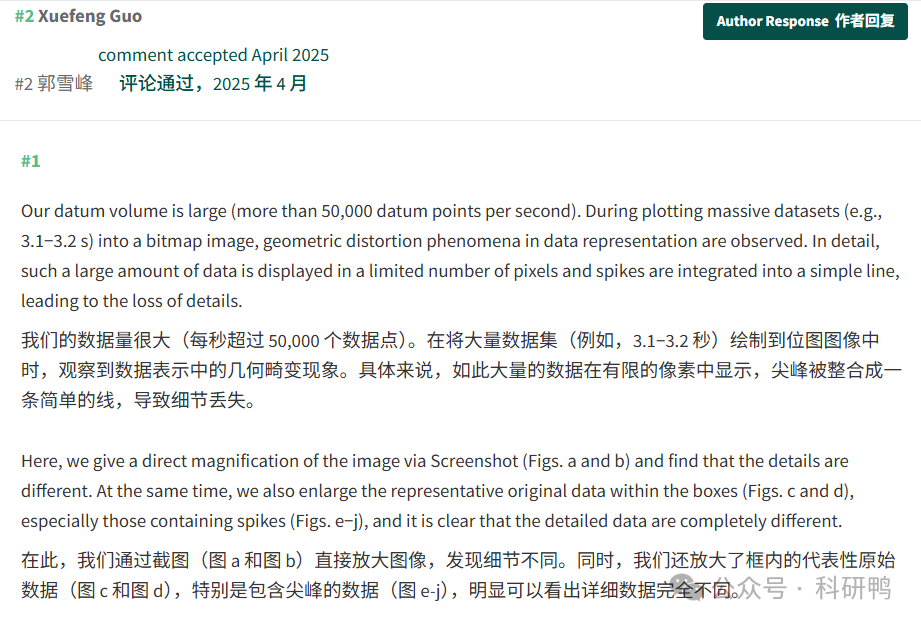 #2 Xuefeng Guo
Author Response 作者回复
comment accepted April 2025
#2 郭雪峰 评论通过，2025 年 4 月
#1
Our datum volume is large (more than 50,000 datum points per second). During plotting massive datasets (e.g.,
3.1−3.2 s) into a bitmap image, geometric distortion phenomena in data representation are observed. In detail,
such a large amount of data is displayed in a limited number of pixels and spikes are integrated into a simple line,
leading to the loss of details.
我们的数据量很大（每秒超过 50,000 个数据点）。在将大量数据集（例如，3.1−3.2 秒）绘制到位图图像中
时，观察到数据表示中的几何畸变现象。具体来说，如此大量的数据在有限的像素中显示，尖峰被整合成一
条简单的线，导致细节丢失。
Here, we give a direct magnification of the image via Screenshot (Figs. a and b) and find that the details are
different. At the same time, we also enlarge the representative original data within the boxes (Figs. c and d),
especially those containing spikes (Figs. e−j), and it is clear that the detailed data are completely different.
在此，我们通过截图（图 a 和图 b）直接放大图像，发现细节不同。同时，我们还放大了框内的代表性原始
数据（图 c 和图 d），特别是包含尖峰的数据（图 e-j），明显可以看出详细数据完全不同。
公众号 · 科研鸭